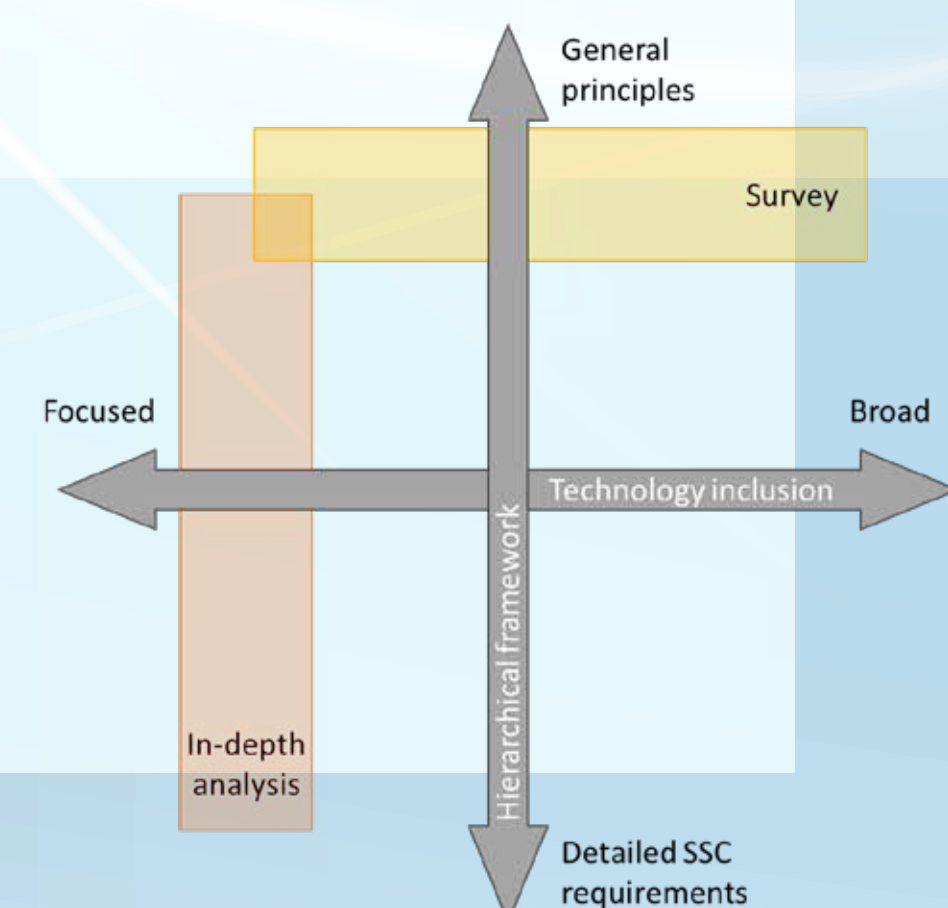 General
principles
Survey
Focused
Broad
Technology inclusion
Hierarchical framework
In-depth
analysis
Detailed SSC
requirements